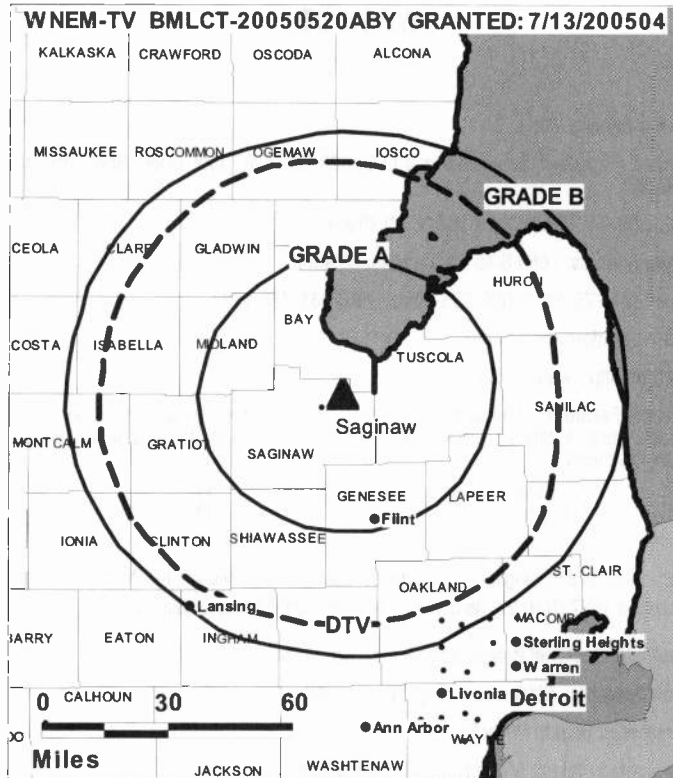 WNEM-TV BMLCT-20050520ABY GRANTED: 7/13/200504
KALKASKA CRAWFORD OSCODA ALCONA
MISSAUKEE ROSCOMMON OGEMAW IOSCO
GRADE B
CEOLA CLARE GLADWIN GRADE A
HURON
BAY
COSTA ISABELLA MIDLAND TUSCOLA
SANILAC
Saginaw
MONTCALM GRATIOT SAGINAW
GENESEE LAPEER
Flint
IONIA CLINTON SHIAWASSEE
ST. CLAIR
OAKLAND
Lansing DTV MACOMB
BARRY EATON INGHAM Sterling Heights
Warren
CALHOUN Livonia Detroit
0 30 60
Ann Arbor WAYNE
Miles
JACKSON WASHTENAW